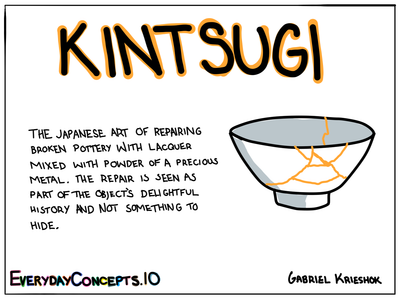 KINTSUGI
THE JAPANESE ART OF REPAIRING
BROKEN POTTERY WITH LACQUER
MIXED WITH POWDER OF A PRECIOUS
METAL. THE REPAIR IS SEEN AS
PART OF THE OBJECT'S DELIGHTFUL
HISTORY AND NOT SOMETHING TO
HIDE.
EVERYDAYCONCEPTS.IO
GABRIEL KRIESHOK